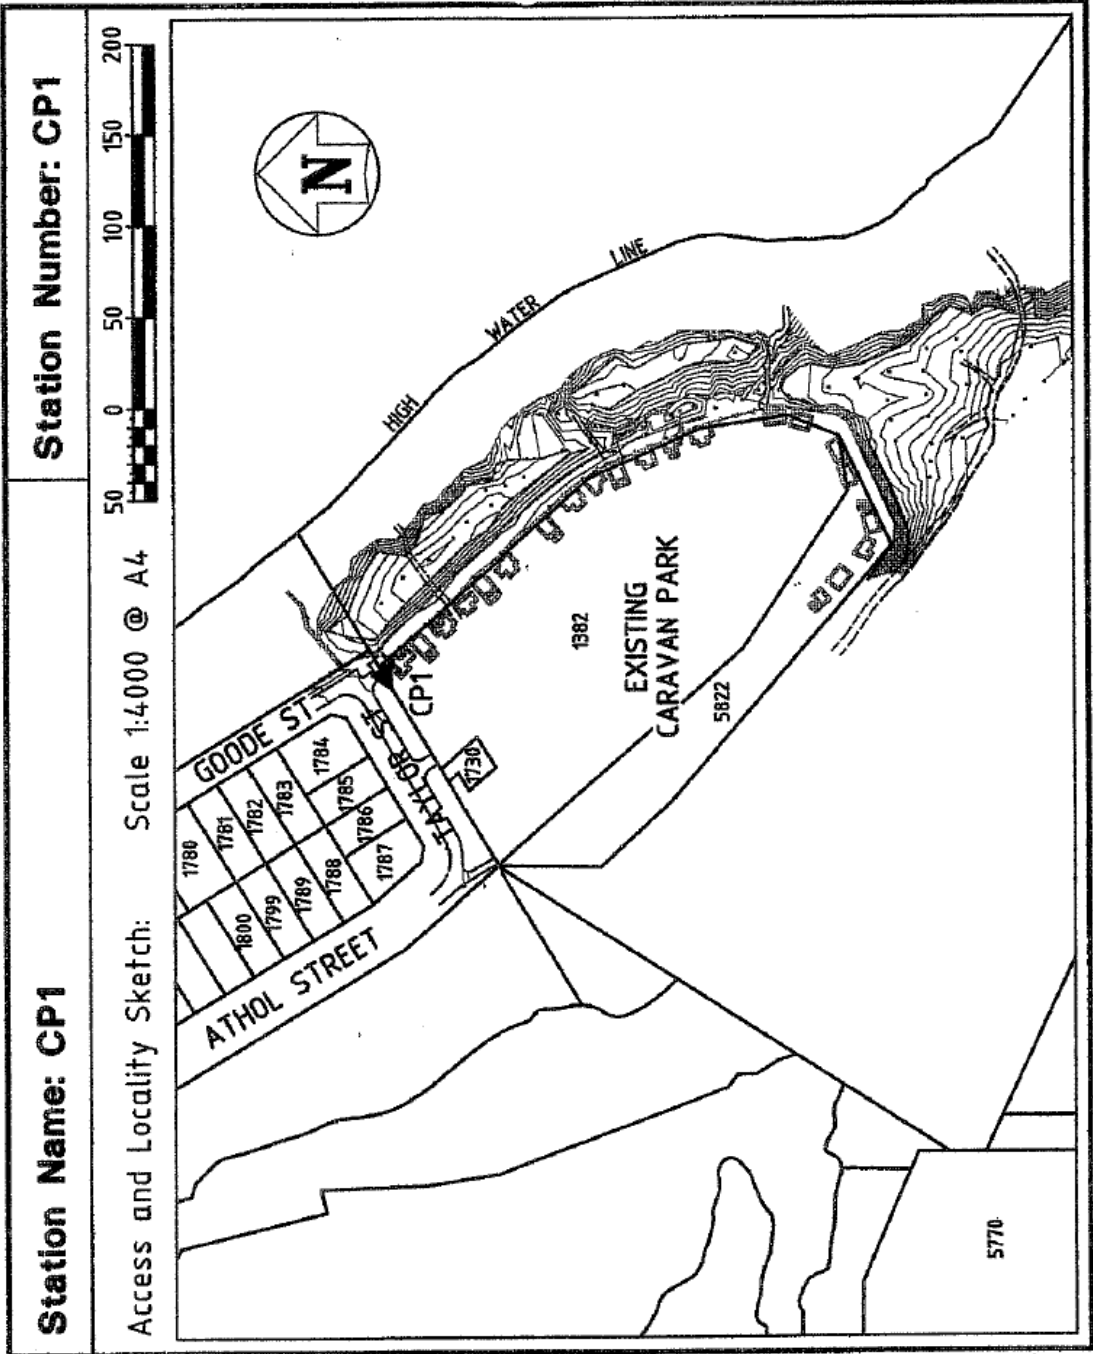 Station Name: CP1
Station Number: CP1
Access and Locality Sketch:
Scale 1:4000 @ A4
50 0 50 100 150 200
N
HIGH WATER LINE
GOODE ST
TAYLOR ST
ATHOL STREET
CP1
1780
1781
1782
1783
1784
1785
1786
1787
1788
1789
1799
1800
1730
1382
EXISTING
CARAVAN PARK
5822
5770